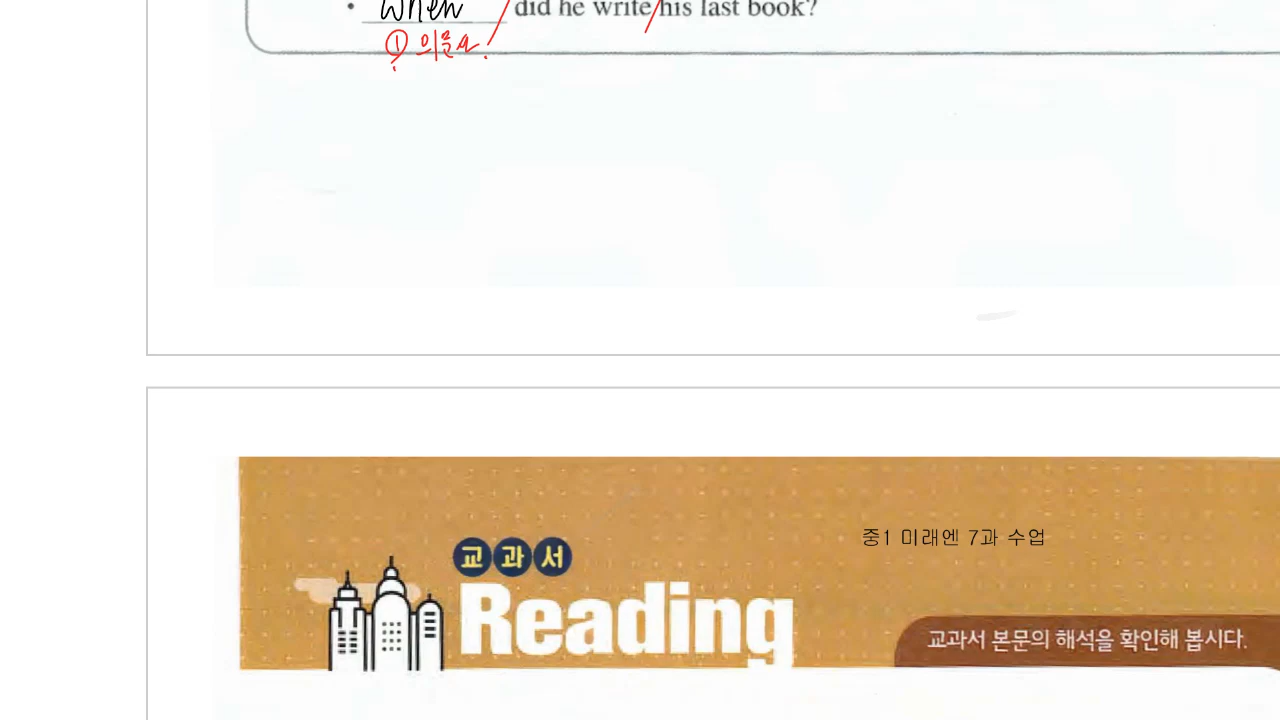 • When did he write his last book?
① 의문사
중1 미래엔 7과 수업
교과서
Reading
교과서 본문의 해석을 확인해 봅시다.